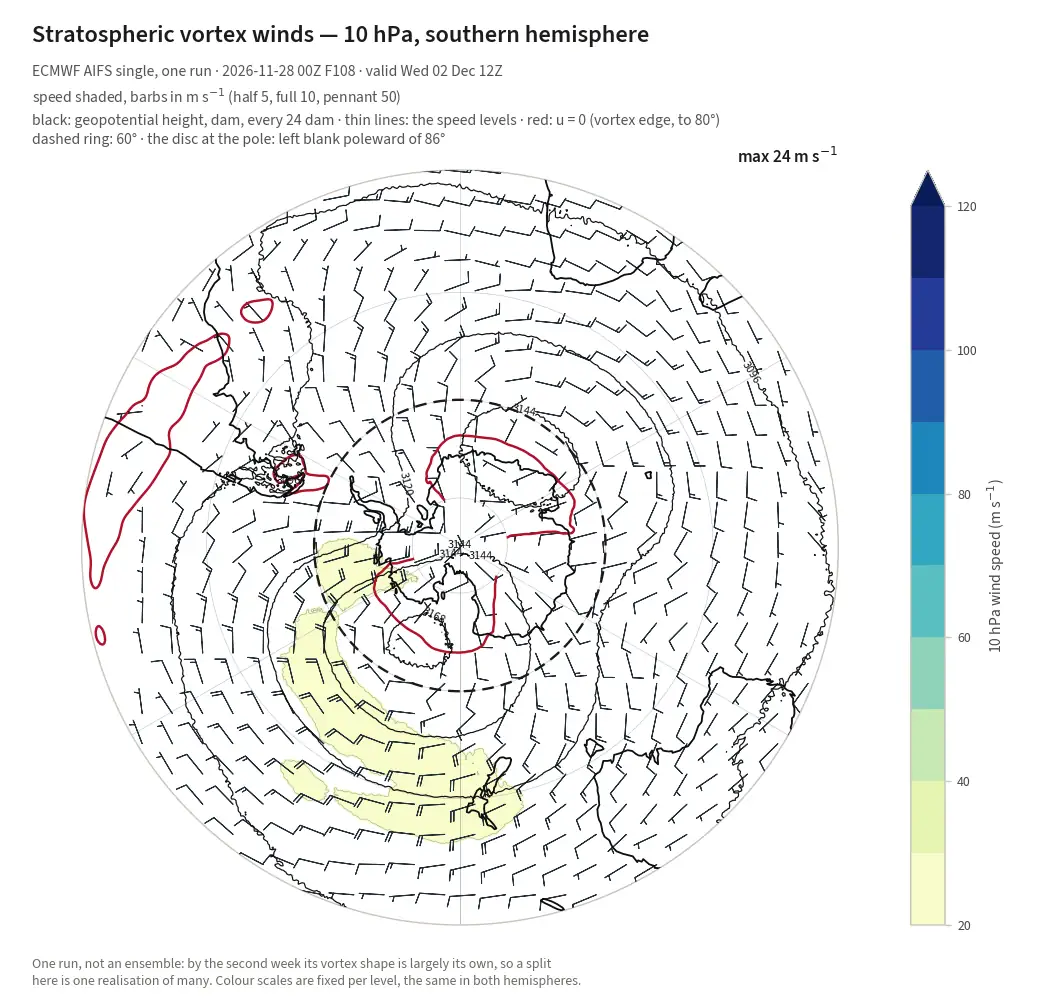 Stratospheric vortex winds — 10 hPa, southern hemisphere
ECMWF AIFS single, one run · 2026-11-28 00Z F108 · valid Wed 02 Dec 12Z
speed shaded, barbs in m s⁻¹ (half 5, full 10, pennant 50)
black: geopotential height, dam, every 24 dam · thin lines: the speed levels · red: u = 0 (vortex edge, to 80°)
dashed ring: 60° · the disc at the pole: left blank poleward of 86°
max 24 m s⁻¹
120
100
80
60
40
20
10 hPa wind speed (m s⁻¹)
3096
3144
3120
3144
3144
3144
3168
One run, not an ensemble: by the second week its vortex shape is largely its own, so a split
here is one realisation of many. Colour scales are fixed per level, the same in both hemispheres.